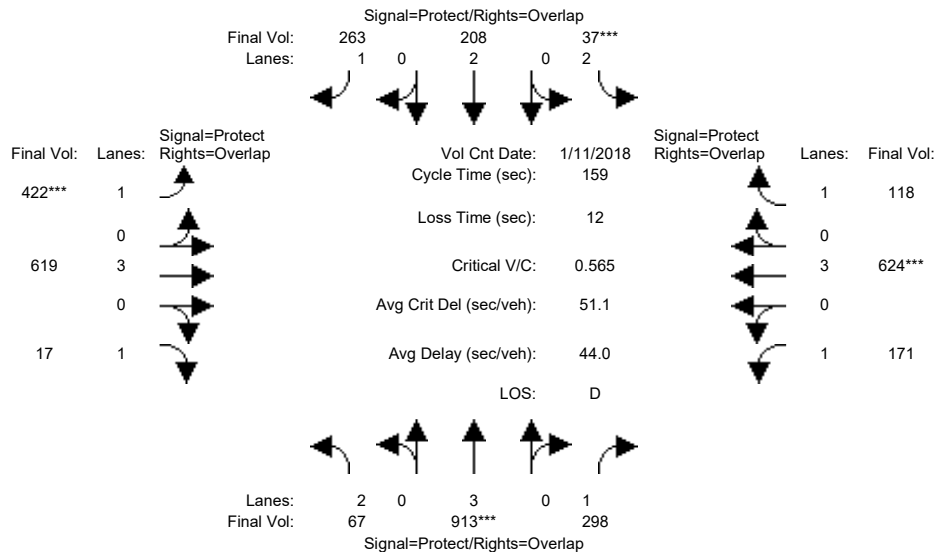 Signal=Protect/Rights=Overlap
Final Vol: 263 208 37***
Lanes: 1 0 2 0 2
Signal=Protect Signal=Protect
Final Vol: Lanes: Rights=Overlap Vol Cnt Date: 1/11/2018 Rights=Overlap Lanes: Final Vol:
Cycle Time (sec): 159
422*** 1 1 118
Loss Time (sec): 12
0 0
619 3 Critical V/C: 0.565 3 624***
0 Avg Crit Del (sec/veh): 51.1 0
17 1 Avg Delay (sec/veh): 44.0 1 171
LOS: D
Lanes: 2 0 3 0 1
Final Vol: 67 913*** 298
Signal=Protect/Rights=Overlap